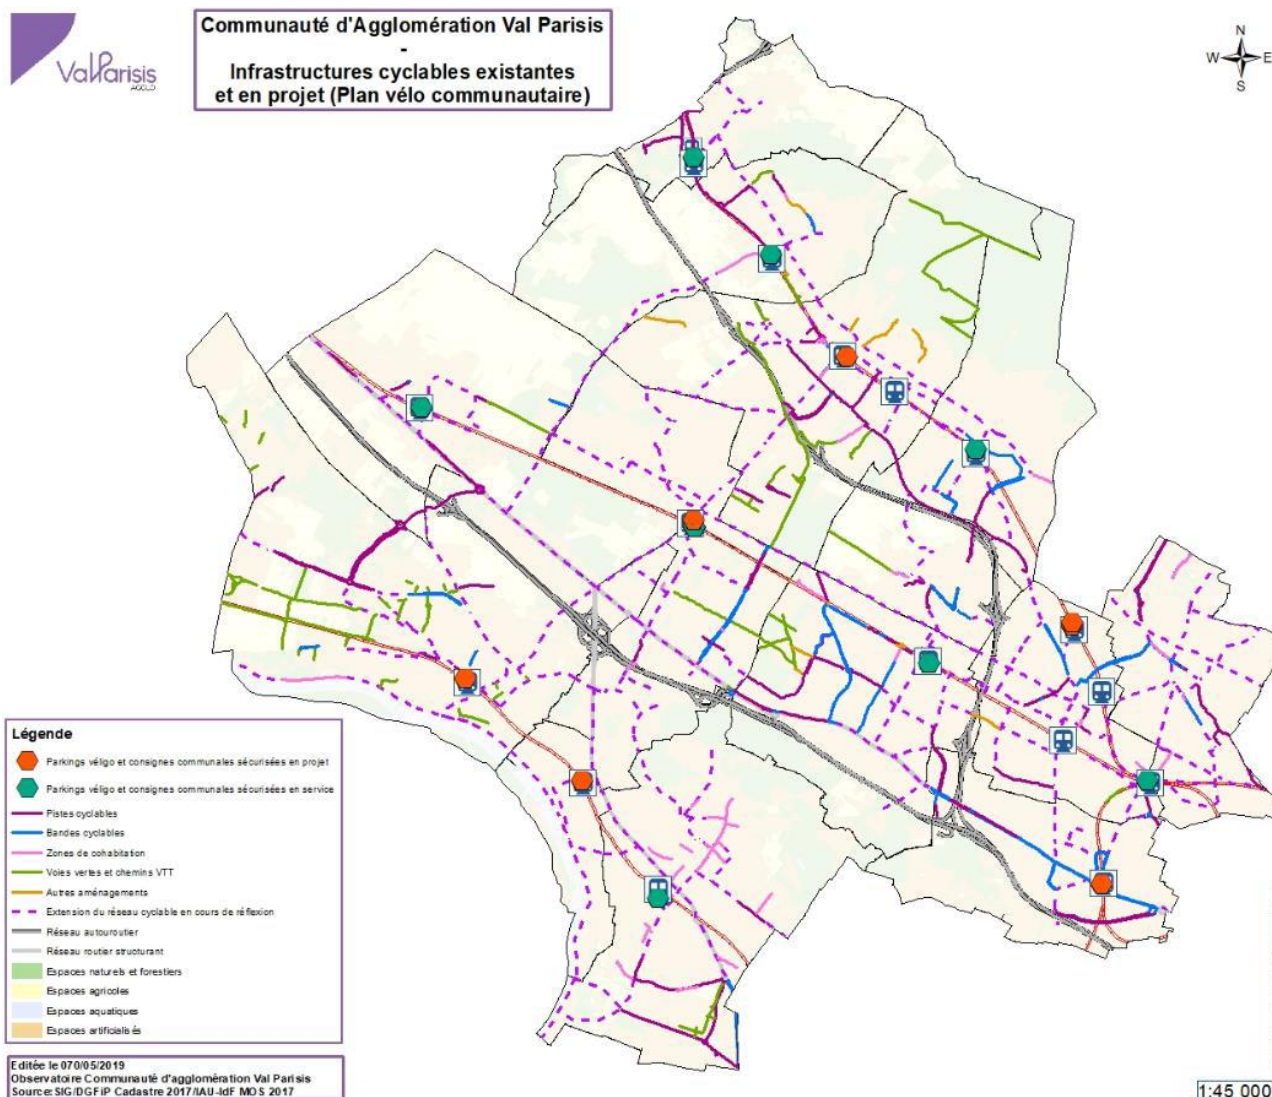 Val Parisis
AGGLO
Communauté d'Agglomération Val Parisis
-
Infrastructures cyclables existantes
et en projet (Plan vélo communautaire)
N
W E
S
Légende
Parkings véligo et consignes communales sécurisées en projet
Parkings véligo et consignes communales sécurisées en service
Pistes cyclables
Bandes cyclables
Zones de cohabitation
Voies vertes et chemins VTT
Autres aménagements
Extension du réseau cyclable en cours de réflexion
Réseau autouroutier
Réseau routier structurant
Espaces naturels et forestiers
Espaces agricoles
Espaces aquatiques
Espaces artificialisés
Editée le 070/05/2019
Observatoire Communauté d'agglomération Val Parisis
Source:SIG/DGFiP Cadastre 2017/IAU-IdF MOS 2017
1:45 000